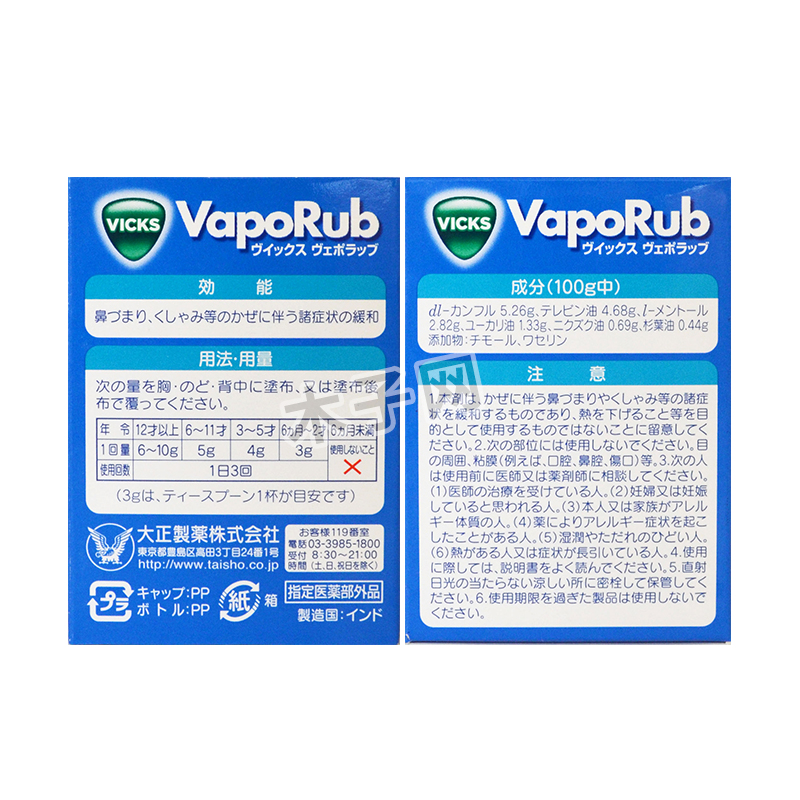 VICKS
VapoRub
ヴイックス ヴェポラッブ
効能
鼻づまり、くしゃみ等のかぜに伴う諸症状の緩和
用法・用量
次の量を胸・のど・背中に塗布、又は塗布後
布で覆ってください。
年令 12才以上 6〜11才 3〜5才 6カ月〜2才 6カ月未満
1回量 6〜10g 5g 4g 3g 使用しないこと
使用回数 1日3回 ×
(3gは、ティースプーン1杯が目安です)
大正製薬株式会社
東京都豊島区高田3丁目24番1号
http://www.taisho.co.jp
お客様119番室
電話 03-3985-1800
受付 8:30〜21:00
時間(土、日、祝日を除く)
プラ
キャップ:PP
ボトル:PP
紙
箱
指定医薬部外品
製造国:インド
VICKS
VapoRub
ヴイックス ヴェポラッブ
成分(100g中)
dl-カンフル 5.26g、テレビン油 4.68g、l-メントール
2.82g、ユーカリ油 1.33g、ニクズク油 0.69g、杉葉油 0.44g
添加物:チモール、ワセリン
注意
1.本剤は、かぜに伴う鼻づまりやくしゃみ等の諸症
状を緩和するものであり、熱を下げること等を目
的として使用するものではないことに留意してく
ださい。2.次の部位には使用しないでください。目
の周囲、粘膜(例えば、口腔、鼻腔、傷口)等。3.次の人
は使用前に医師又は薬剤師に相談してください。
(1)医師の治療を受けている人。(2)妊婦又は妊娠
していると思われる人。(3)本人又は家族がアレル
ギー体質の人。(4)薬によりアレルギー症状を起こ
したことがある人。(5)湿潤やただれのひどい人。
(6)熱がある人又は症状が長引いている人。4.使用
に際しては、説明書をよく読んでください。5.直射
日光の当たらない涼しい所に密栓して保管してく
ださい。6.使用期限を過ぎた製品は使用しないで
ください。
木子网